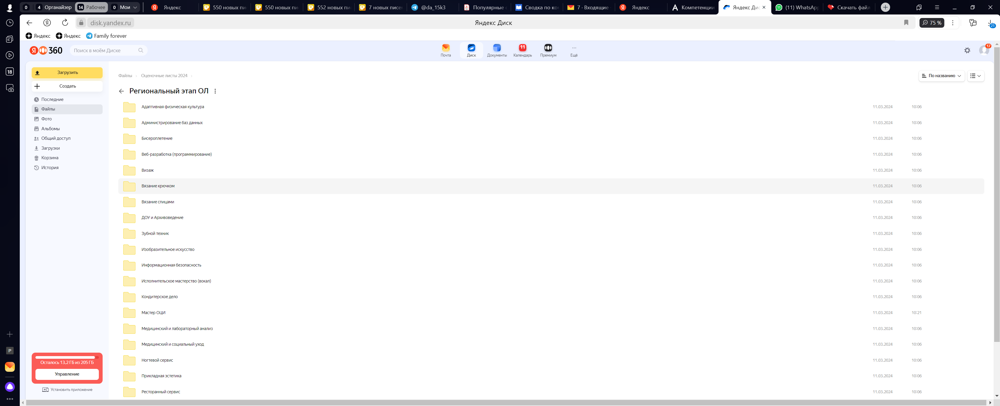 0 4 Органайзер 14 Рабочее 0 Мои
Яндекс
550 новых пи
550 новых пи
552 новых пи
7 новых писем
@da_15k3
Популярные
Сводка по ко
7 · Входящие
Яндекс
Компетенции
Яндекс Дис
(11) WhatsApp
Скачать файл
disk.yandex.ru
Яндекс Диск
75 %
21
Яндекс
Яндекс
Family forever
18
Я 360
Поиск в моём Диске
Почта
Диск
Документы
11
Календарь
Премиум
Ещё
17
Загрузить
Создать
Последние
Файлы
Фото
Альбомы
Общий доступ
Загрузки
Корзина
История
Файлы
Оценочные листы 2024
По названию
Региональный этап ОЛ
Адаптивная физическая культура 11.03.2024 10:06
Администрирование баз данных 11.03.2024 10:06
Бисероплетение 11.03.2024 10:06
Веб-разработка (программирование) 11.03.2024 10:06
Визаж 11.03.2024 10:06
Вязание крючком 11.03.2024 10:06
Вязание спицами 11.03.2024 10:06
ДОУ и Архивоведение 11.03.2024 10:06
Зубной техник 11.03.2024 10:06
Изобразительное искусство 11.03.2024 10:06
Информационная безопасность 11.03.2024 10:06
Исполнительское мастерство (вокал) 11.03.2024 10:06
Кондитерское дело 11.03.2024 10:06
Мастер ОЦИ 11.03.2024 10:21
Медицинский и лабораторный анализ 11.03.2024 10:06
Медицинский и социальный уход 11.03.2024 10:06
Ногтевой сервис 11.03.2024 10:06
Прикладная эстетика 11.03.2024 10:06
Ресторанный сервис 11.03.2024 10:06
P
Осталось 13,2 ГБ из 205 ГБ
Управление
Установить приложение